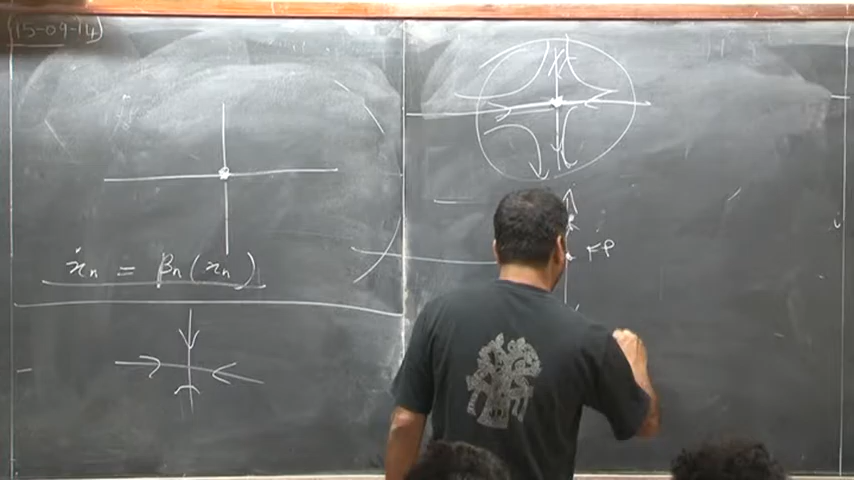 (15-09-14)
ẋₙ = βₙ(xₙ)
FP